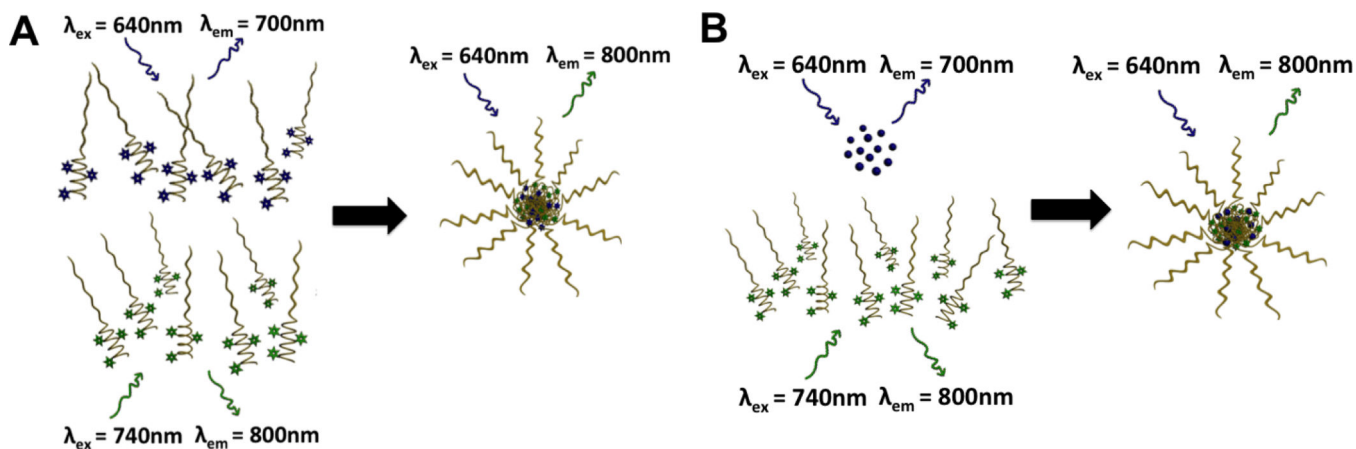 A
λex = 640nm λem = 700nm
λex = 640nm λem = 800nm
λex = 740nm λem = 800nm
B
λex = 640nm λem = 700nm
λex = 640nm λem = 800nm
λex = 740nm λem = 800nm